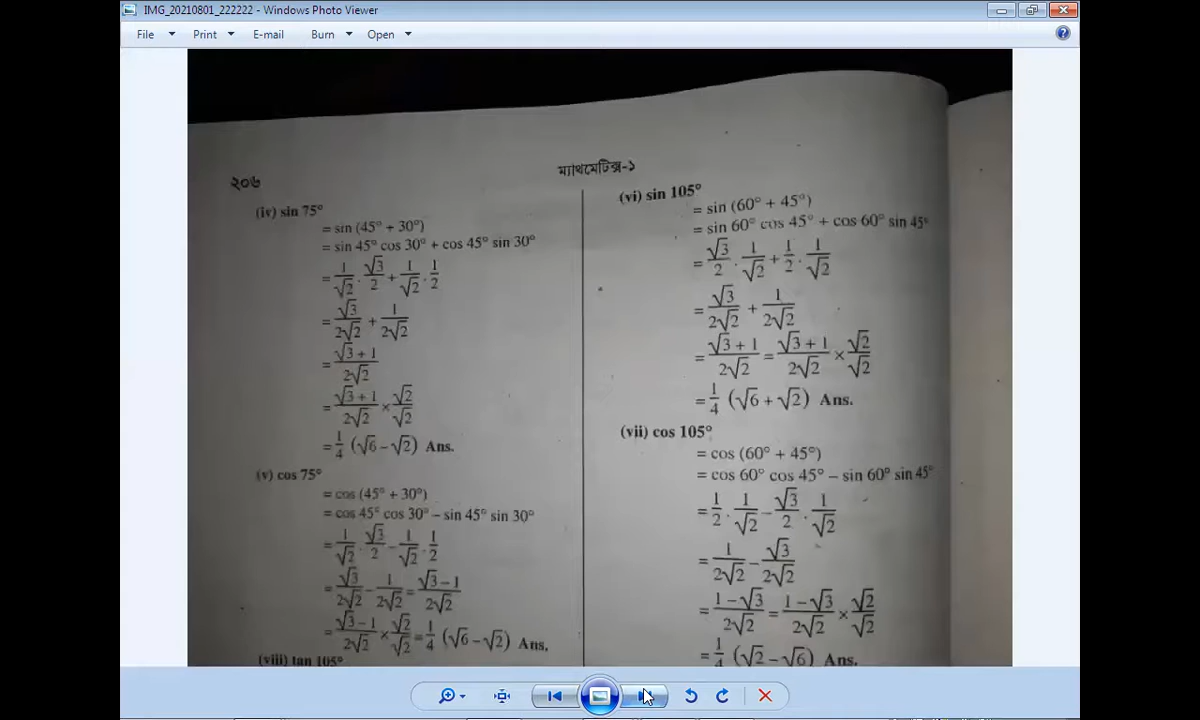 IMG_20210801_222222 - Windows Photo Viewer
File Print E-mail Burn Open
২০৬
ম্যাথমেটিক্স-১
(iv) sin 75°
= sin (45° + 30°)
= sin 45° cos 30° + cos 45° sin 30°
= 1/√2 . √3/2 + 1/√2 . 1/2
= √3/2√2 + 1/2√2
= √3 + 1/2√2
= √3 + 1/2√2 × √2/√2
= 1/4 (√6 – √2) Ans.
(v) cos 75°
= cos (45° + 30°)
= cos 45° cos 30° – sin 45° sin 30°
= 1/√2 . √3/2 – 1/√2 . 1/2
= √3/2√2 – 1/2√2 = √3 – 1/2√2
= √3 – 1/2√2 × √2/√2 = 1/4 (√6 – √2) Ans,
(viii) tan 105°
(vi) sin 105°
= sin (60° + 45°)
= sin 60° cos 45° + cos 60° sin 45°
= √3/2 . 1/√2 + 1/2 . 1/√2
= √3/2√2 + 1/2√2
= √3 + 1/2√2 = √3 + 1/2√2 × √2/√2
= 1/4 (√6 + √2) Ans.
(vii) cos 105°
= cos (60° + 45°)
= cos 60° cos 45° – sin 60° sin 45°
= 1/2 . 1/√2 – √3/2 . 1/√2
= 1/2√2 – √3/2√2
= 1 – √3/2√2 = 1 – √3/2√2 × √2/√2
= 1/4 (√2 – √6) Ans.